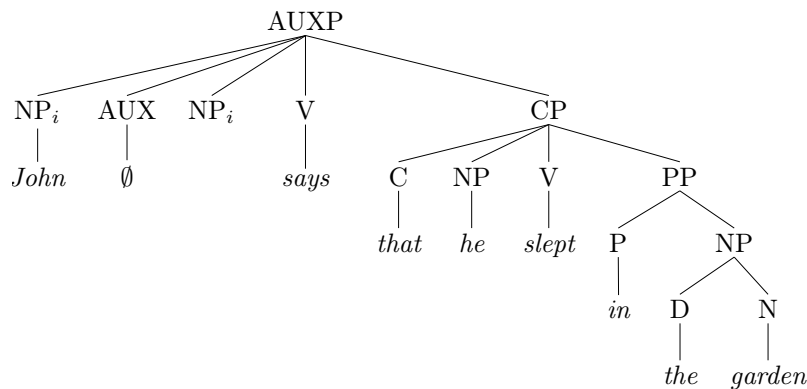 AUXP
NPᵢ AUX NPᵢ V CP
John ∅ says C NP V PP
that he slept P NP
in D N
the garden